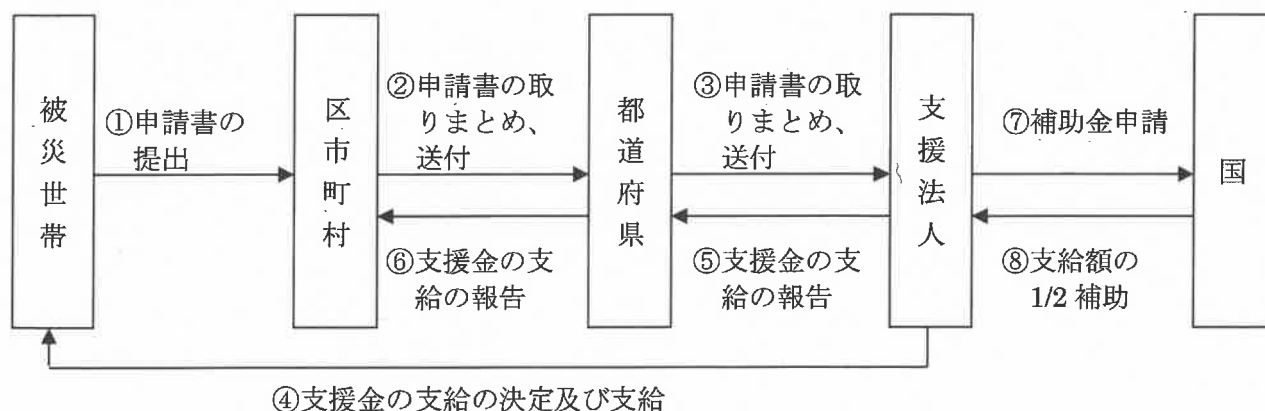 被災世帯
①申請書の
提出
区市町村
②申請書の取
りまとめ、
送付
⑥支援金の支
給の報告
都道府県
③申請書の取
りまとめ、
送付
⑤支援金の支
給の報告
支援法人
⑦補助金申請
⑧支給額の
1/2 補助
国
④支援金の支給の決定及び支給